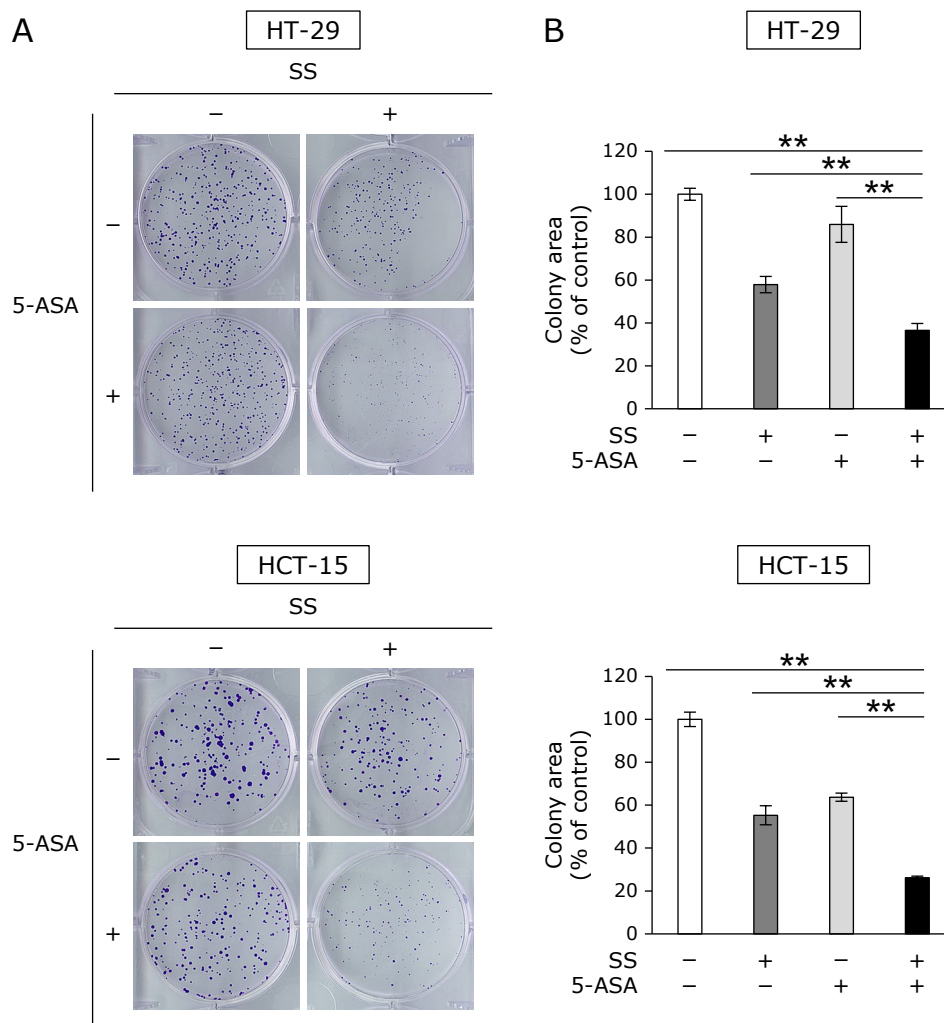 A
HT-29
SS
− +
−
5-ASA
+
HCT-15
SS
− +
−
5-ASA
+
B
HT-29
**
**
**
120
100
80
60
40
20
0
Colony area
(% of control)
SS − + − +
5-ASA − − + +
HCT-15
**
**
**
120
100
80
60
40
20
0
Colony area
(% of control)
SS − + − +
5-ASA − − + +